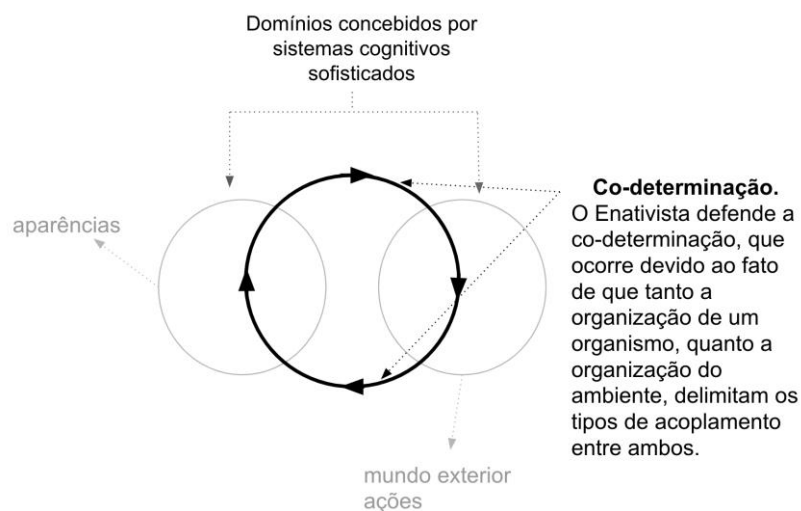 Domínios concebidos por
sistemas cognitivos
sofisticados
aparências
Co-determinação.
O Enativista defende a
co-determinação, que
ocorre devido ao fato
de que tanto a
organização de um
organismo, quanto a
organização do
ambiente, delimitam os
tipos de acoplamento
entre ambos.
mundo exterior
ações